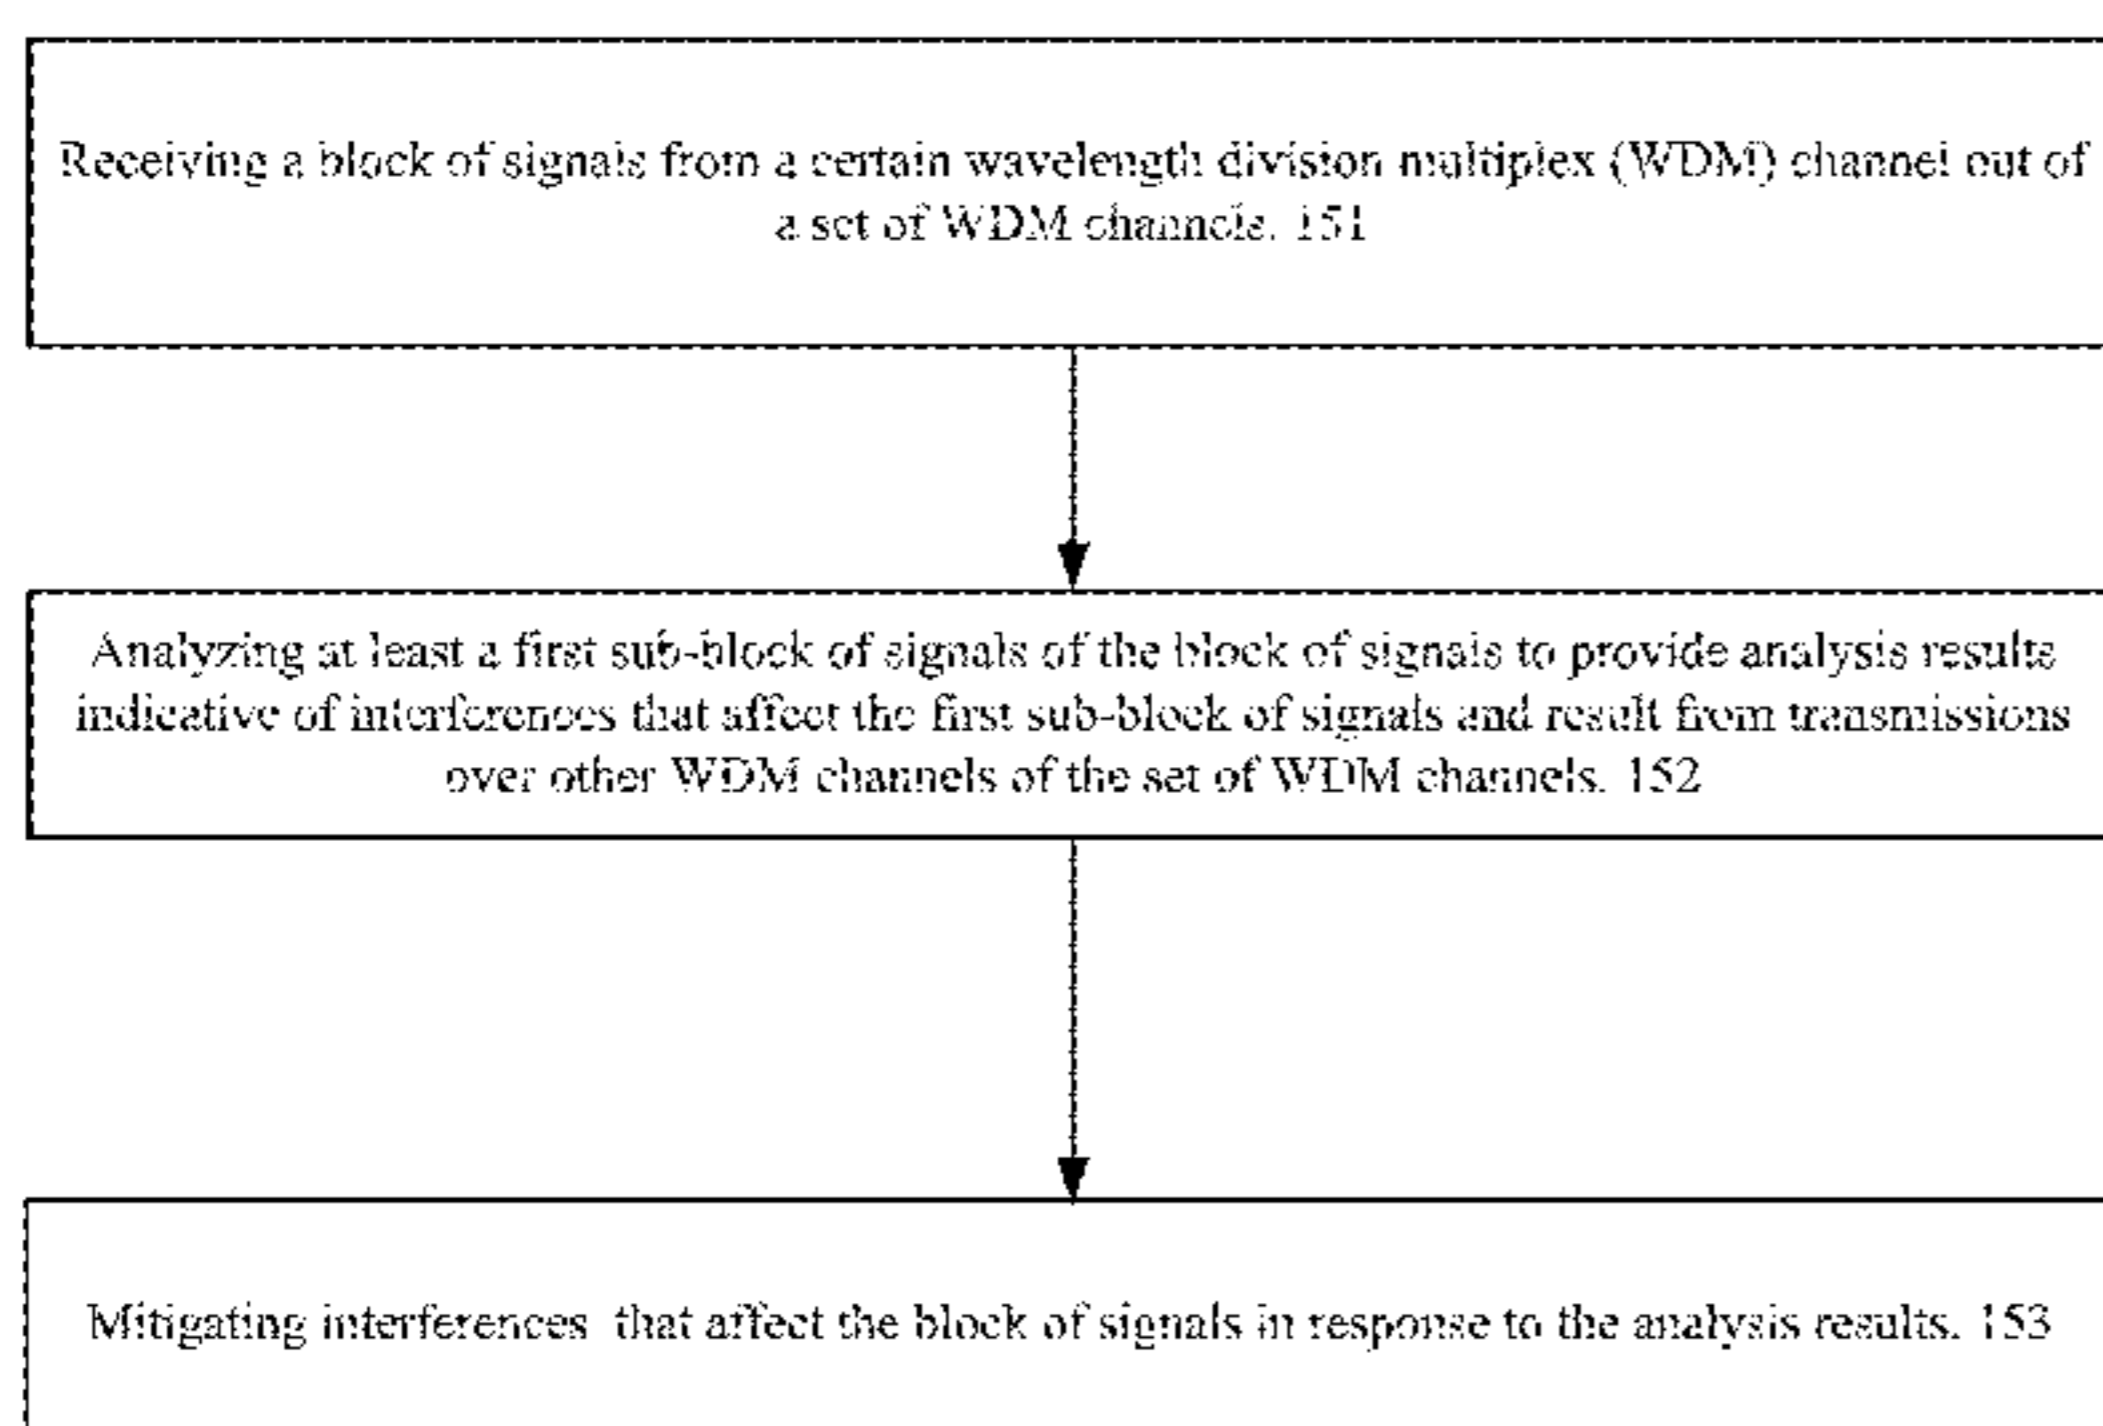 Receiving a block of signals from a certain wavelength division multiplex (WDM) channel out of
a set of WDM channels. 151
Analyzing at least a first sub-block of signals of the block of signals to provide analysis results
indicative of interferences that affect the first sub-block of signals and result from transmissions
over other WDM channels of the set of WDM channels. 152
Mitigating interferences that affect the block of signals in response to the analysis results. 153